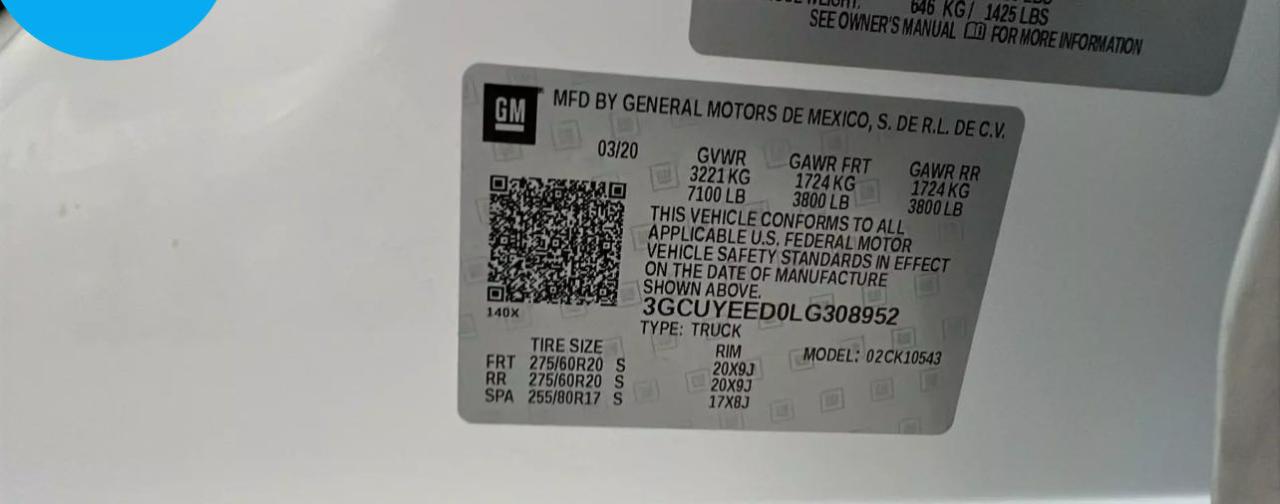 646 KG/ 1425 LBS
SEE OWNER'S MANUAL FOR MORE INFORMATION
GM
MFD BY GENERAL MOTORS DE MEXICO, S. DE R.L. DE C.V.
03/20
GVWR GAWR FRT GAWR RR
3221 KG 1724 KG 1724 KG
7100 LB 3800 LB 3800 LB
THIS VEHICLE CONFORMS TO ALL
APPLICABLE U.S. FEDERAL MOTOR
VEHICLE SAFETY STANDARDS IN EFFECT
ON THE DATE OF MANUFACTURE
SHOWN ABOVE.
140X
3GCUYEED0LG308952
TYPE: TRUCK
TIRE SIZE RIM MODEL: 02CK10543
FRT 275/60R20 S 20X9J
RR 275/60R20 S 20X9J
SPA 255/80R17 S 17X8J